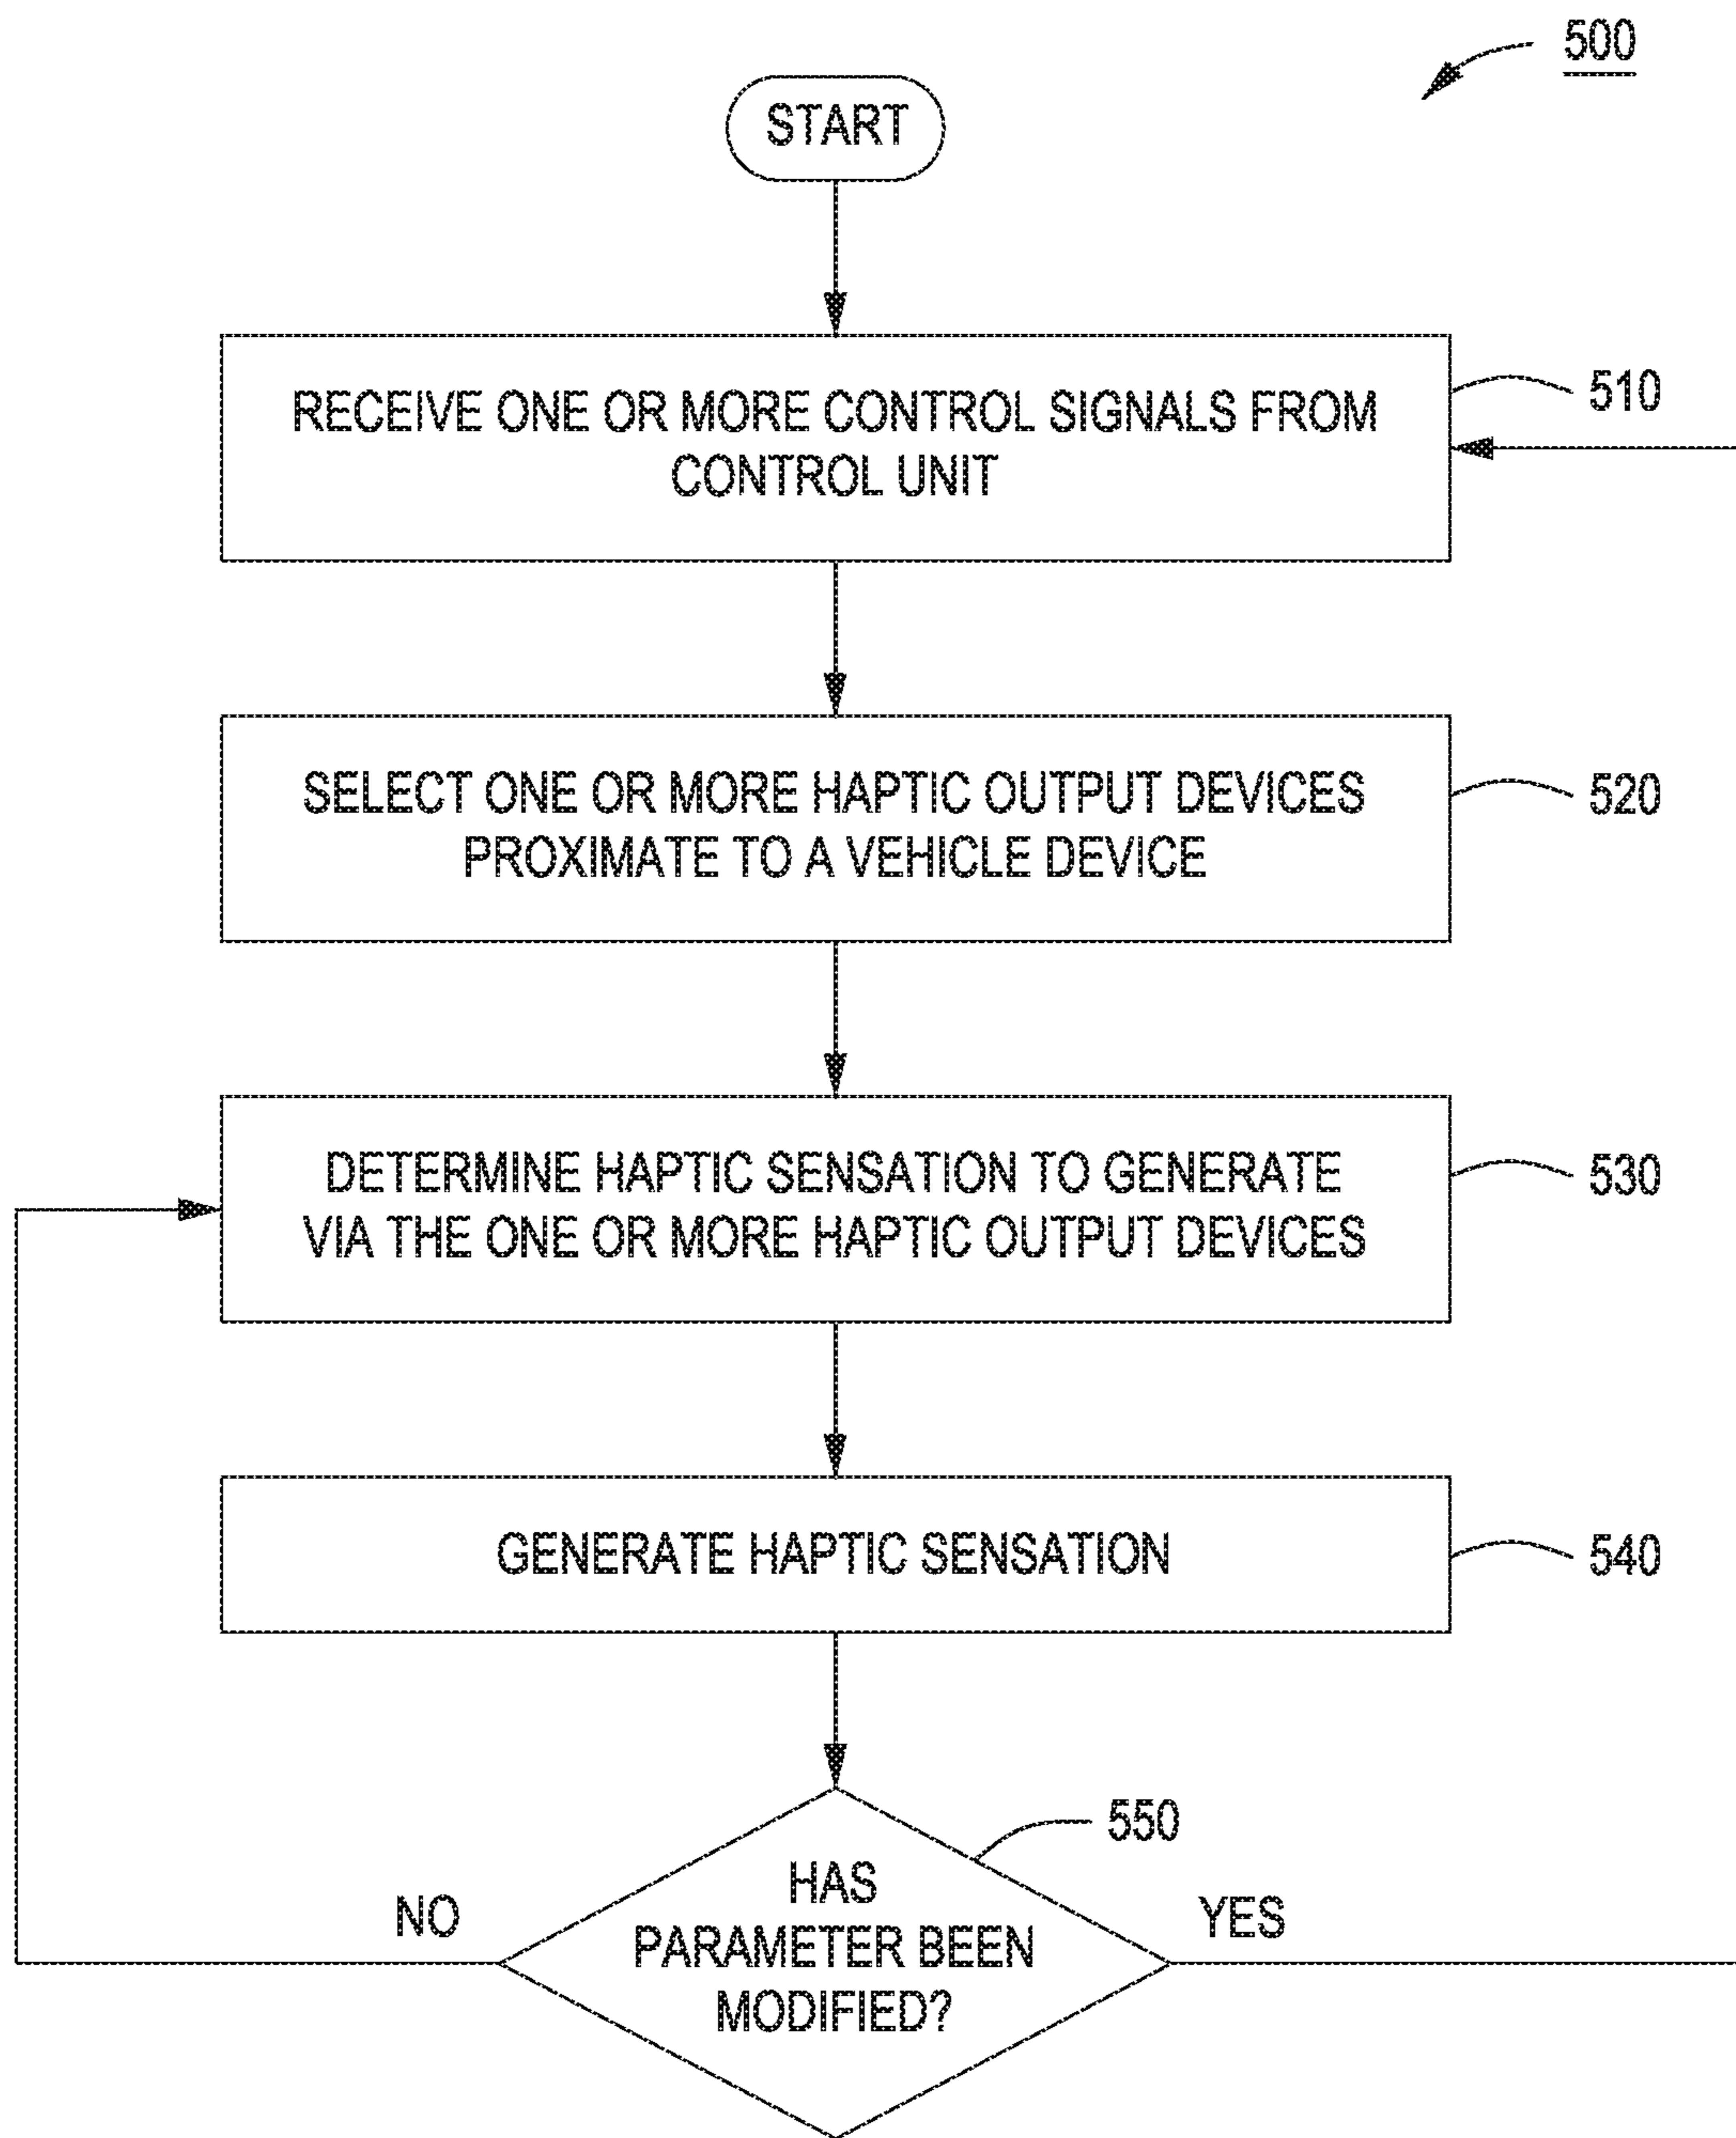 500
START
RECEIVE ONE OR MORE CONTROL SIGNALS FROM
CONTROL UNIT
510
SELECT ONE OR MORE HAPTIC OUTPUT DEVICES
PROXIMATE TO A VEHICLE DEVICE
520
DETERMINE HAPTIC SENSATION TO GENERATE
VIA THE ONE OR MORE HAPTIC OUTPUT DEVICES
530
GENERATE HAPTIC SENSATION
540
550
HAS
PARAMETER BEEN
MODIFIED?
NO
YES